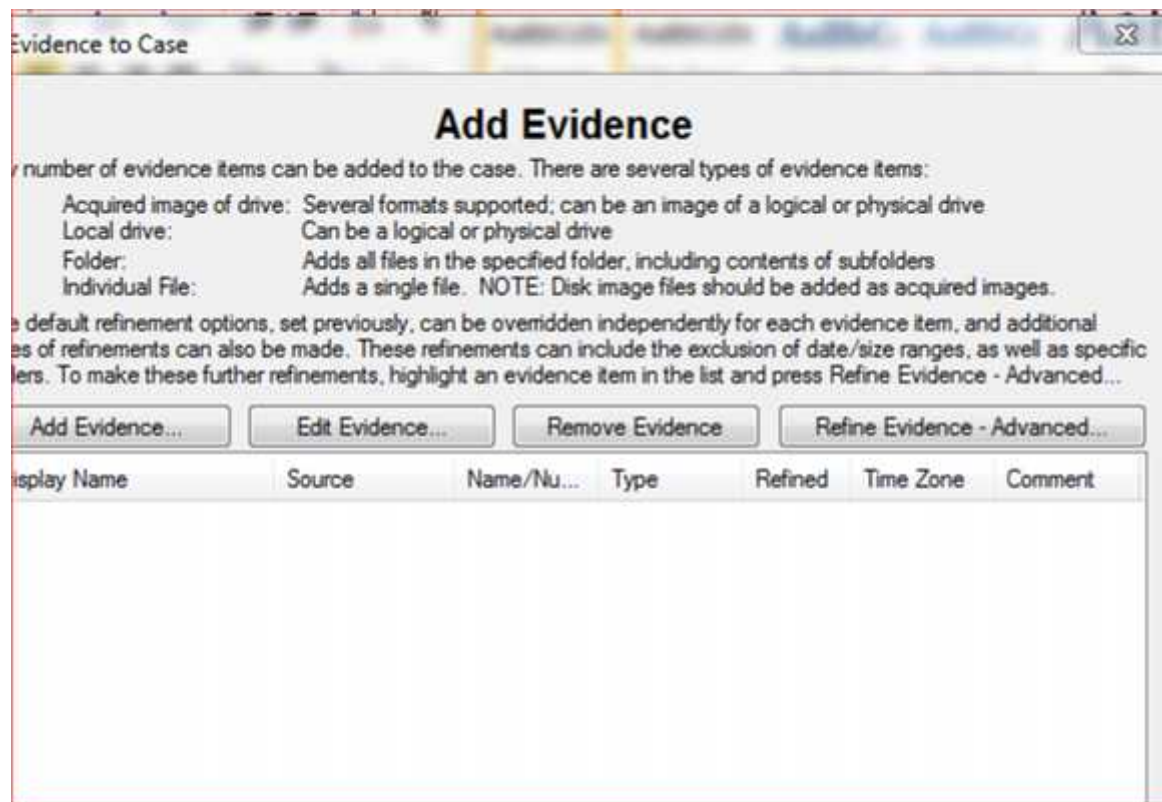 Evidence to Case
Add Evidence
number of evidence items can be added to the case. There are several types of evidence items:
Acquired image of drive: Several formats supported; can be an image of a logical or physical drive
Local drive: Can be a logical or physical drive
Folder: Adds all files in the specified folder, including contents of subfolders
Individual File: Adds a single file. NOTE: Disk image files should be added as acquired images.
e default refinement options, set previously, can be overridden independently for each evidence item, and additional
es of refinements can also be made. These refinements can include the exclusion of date/size ranges, as well as specific
ders. To make these further refinements, highlight an evidence item in the list and press Refine Evidence - Advanced...
Add Evidence... Edit Evidence... Remove Evidence Refine Evidence - Advanced...
isplay Name Source Name/Nu... Type Refined Time Zone Comment